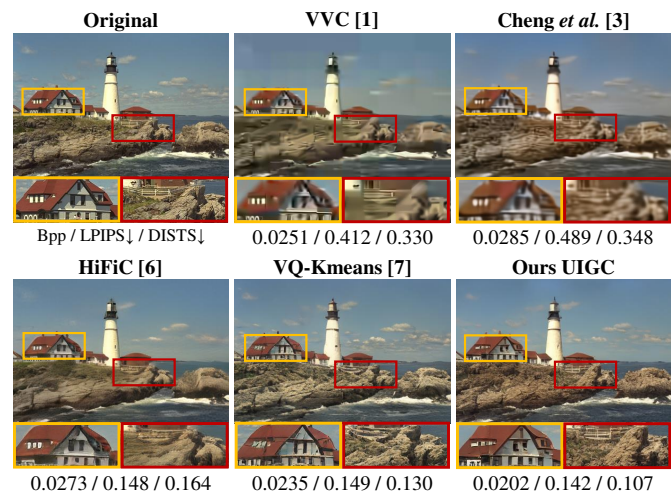 Original VVC [1] Cheng et al. [3]
Bpp / LPIPS↓ / DISTS↓ 0.0251 / 0.412 / 0.330 0.0285 / 0.489 / 0.348
HiFiC [6] VQ-Kmeans [7] Ours UIGC
0.0273 / 0.148 / 0.164 0.0235 / 0.149 / 0.130 0.0202 / 0.142 / 0.107